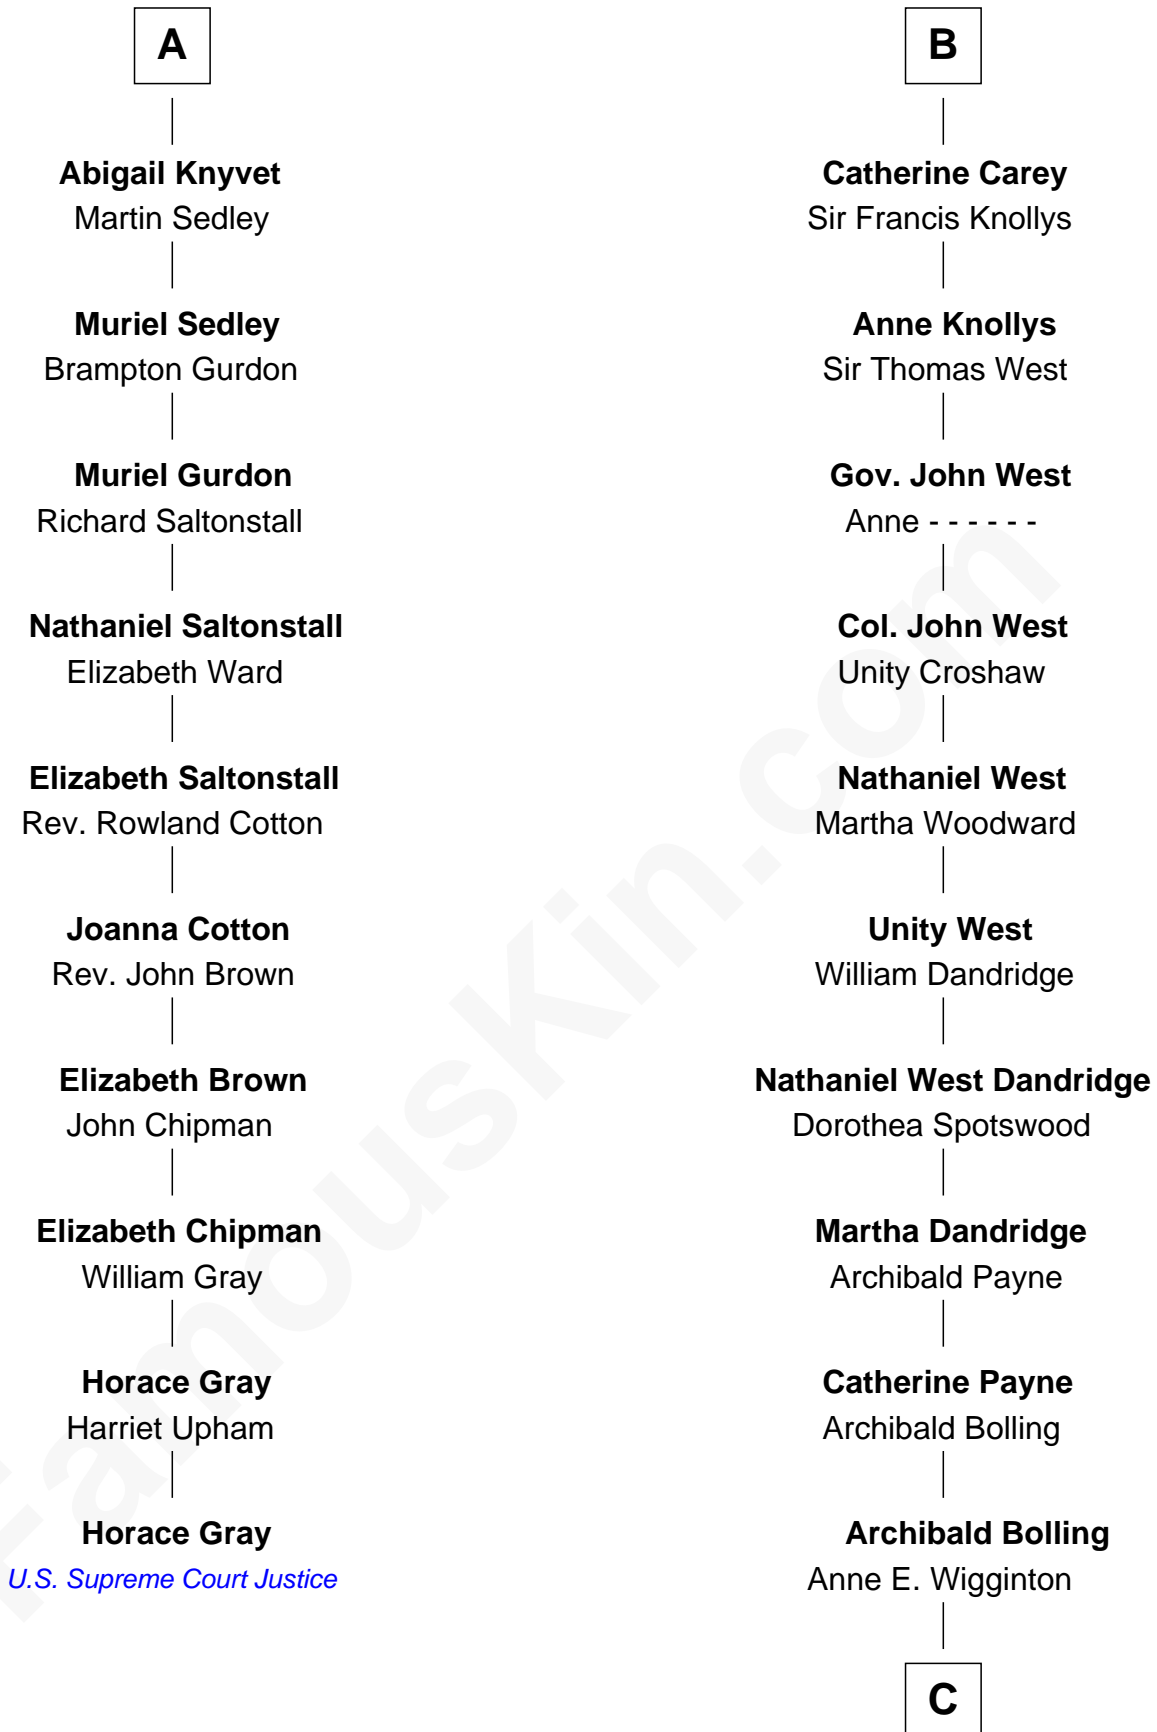 A
Abigail Knyvet
Martin Sedley
Muriel Sedley
Brampton Gurdon
Muriel Gurdon
Richard Saltonstall
Nathaniel Saltonstall
Elizabeth Ward
Elizabeth Saltonstall
Rev. Rowland Cotton
Joanna Cotton
Rev. John Brown
Elizabeth Brown
John Chipman
Elizabeth Chipman
William Gray
Horace Gray
Harriet Upham
Horace Gray
U.S. Supreme Court Justice
B
Catherine Carey
Sir Francis Knollys
Anne Knollys
Sir Thomas West
Gov. John West
Anne - - - - - -
Col. John West
Unity Croshaw
Nathaniel West
Martha Woodward
Unity West
William Dandridge
Nathaniel West Dandridge
Dorothea Spotswood
Martha Dandridge
Archibald Payne
Catherine Payne
Archibald Bolling
Archibald Bolling
Anne E. Wigginton
C
FamousKin.com